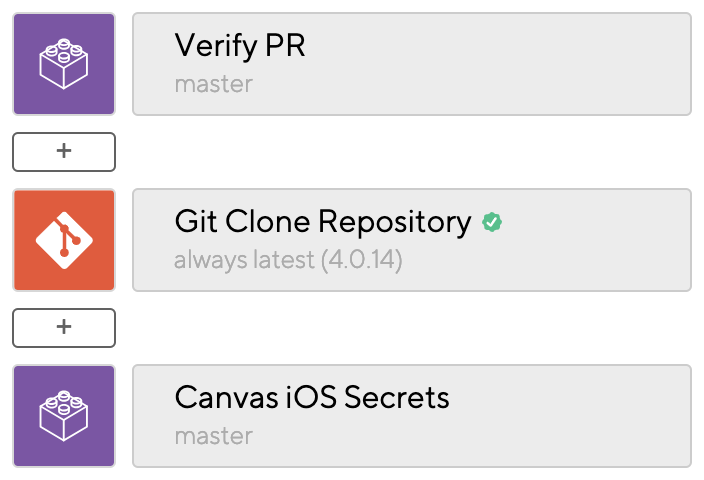 Verify PR
master
+
Git Clone Repository
always latest (4.0.14)
+
Canvas iOS Secrets
master